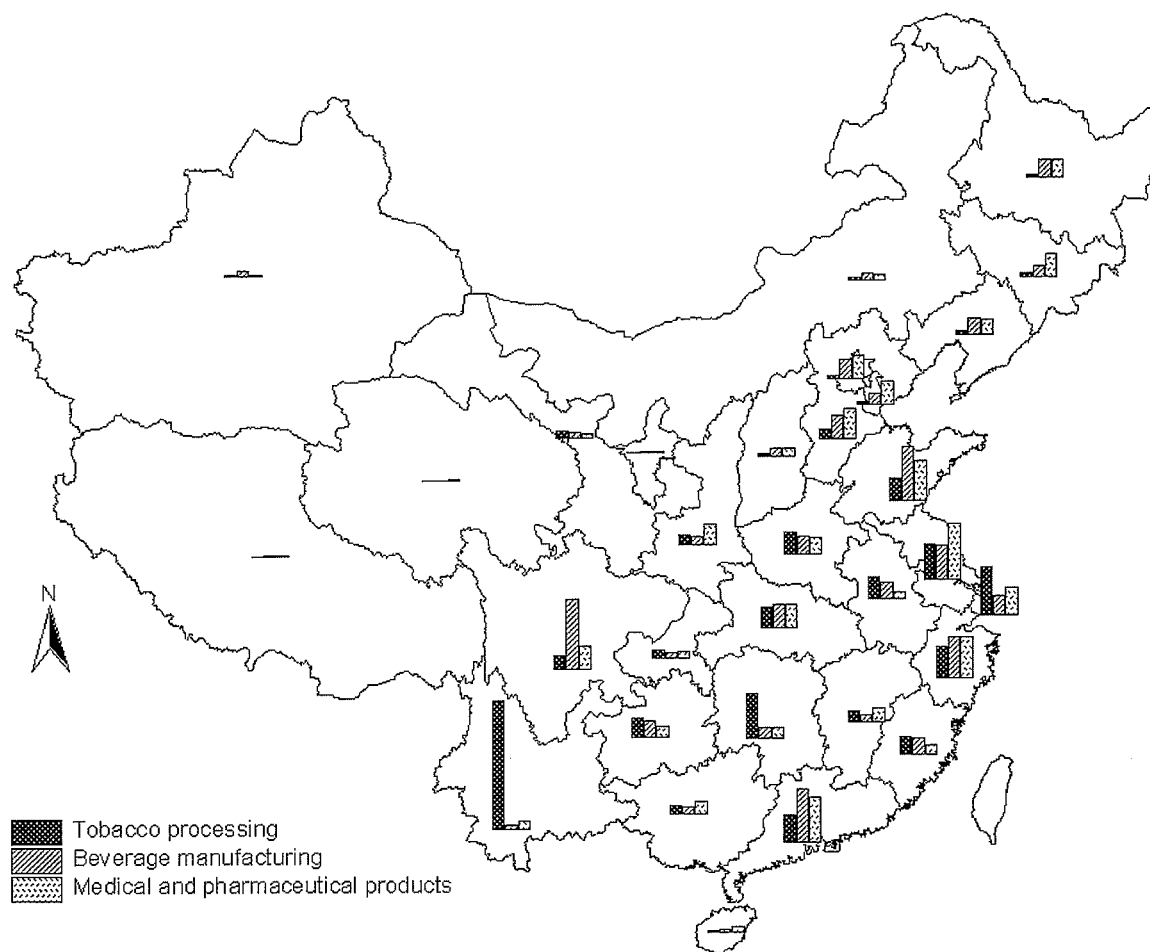 N
Tobacco processing
Beverage manufacturing
Medical and pharmaceutical products